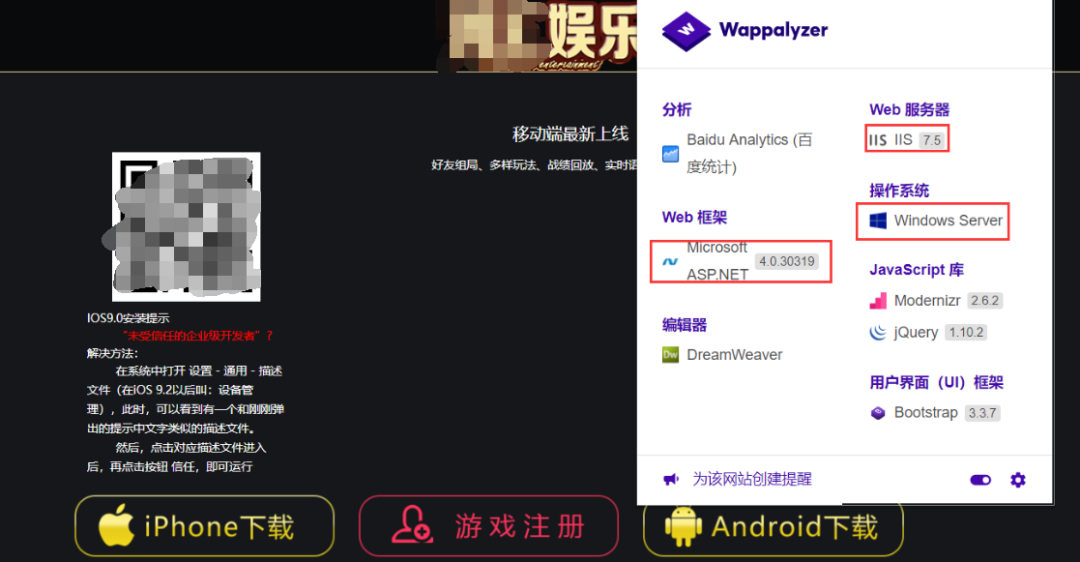 娱乐
entertainment
移动端最新上线
好友组局、多样玩法、战绩回放、实时语
IOS9.0安装提示
“未受信任的企业级开发者”?
解决方法:
在系统中打开 设置 - 通用 - 描述
文件(在iOS 9.2以后叫:设备管
理),此时,可以看到有一个和刚刚弹
出的提示中文字类似的描述文件。
然后,点击对应描述文件进入
后,再点击按钮 信任,即可运行
iPhone下载
游戏注册
Android下载
Wappalyzer
分析
Baidu Analytics (百
度统计)
Web 框架
Microsoft
ASP.NET 4.0.30319
编辑器
Dw DreamWeaver
Web 服务器
IIS IIS 7.5
操作系统
Windows Server
JavaScript 库
Modernizr 2.6.2
jQuery 1.10.2
用户界面(UI)框架
Bootstrap 3.3.7
为该网站创建提醒